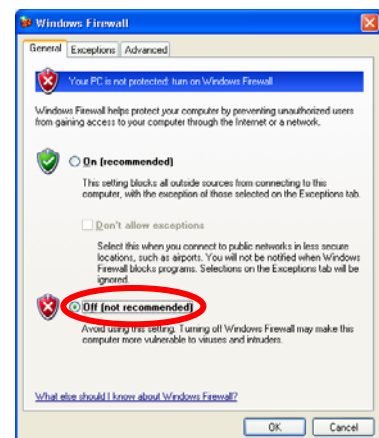 Windows Firewall
General Exceptions Advanced
Your PC is not protected: turn on Windows Firewall
Windows Firewall helps protect your computer by preventing unauthorized users
from gaining access to your computer through the Internet or a network.
On (recommended)
This setting blocks all outside sources from connecting to this
computer, with the exception of those selected on the Exceptions tab.
Don't allow exceptions
Select this when you connect to public networks in less secure
locations, such as airports. You will not be notified when Windows
Firewall blocks programs. Selections on the Exceptions tab will be
ignored.
Off (not recommended)
Avoid using this setting. Turning off Windows Firewall may make this
computer more vulnerable to viruses and intruders.
What else should I know about Windows Firewall?
OK Cancel